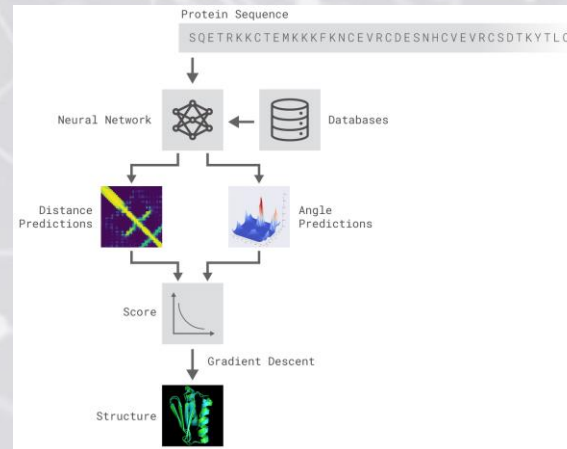 Protein Sequence
SQETRKKCTEMKKKFKNCEVRCDESNHCVEVRCSDTKYTLC
Neural Network
Databases
Distance
Predictions
Angle
Predictions
Score
Gradient Descent
Structure